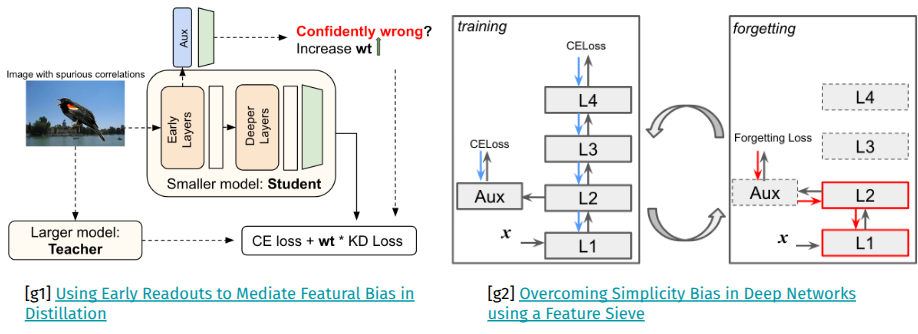 Confidently wrong?
Increase wt
Aux
Image with spurious correlations
Early
Layers
Deeper
Layers
Smaller model: Student
Larger model:
Teacher
CE loss + wt * KD Loss
[g1] Using Early Readouts to Mediate Featural Bias in
Distillation
training
CELoss
L4
L3
CELoss
Aux
L2
x
L1
forgetting
L4
L3
Forgetting Loss
Aux
L2
x
L1
[g2] Overcoming Simplicity Bias in Deep Networks
using a Feature Sieve